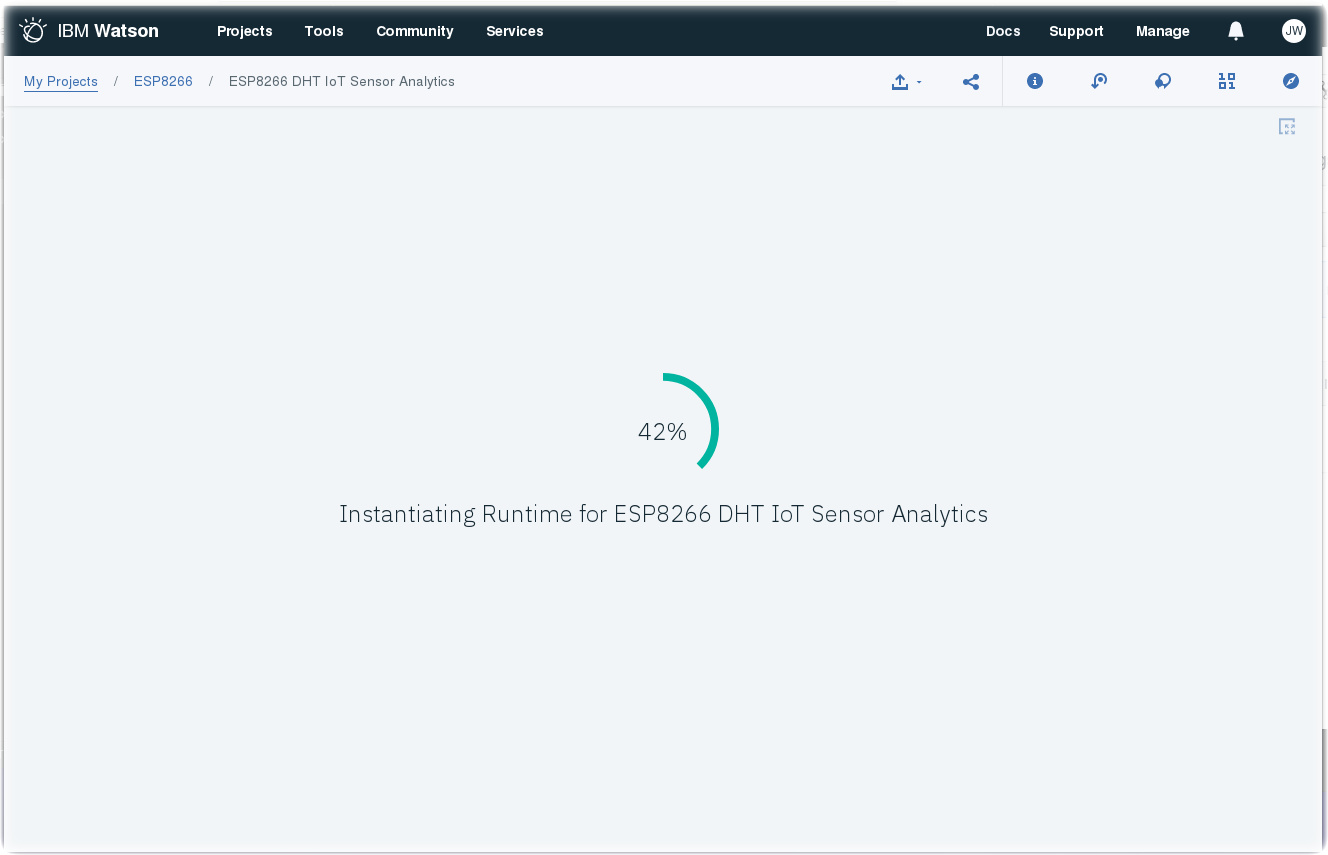 IBM Watson Projects Tools Community Services Docs Support Manage JW
My Projects / ESP8266 / ESP8266 DHT IoT Sensor Analytics
42%
Instantiating Runtime for ESP8266 DHT IoT Sensor Analytics